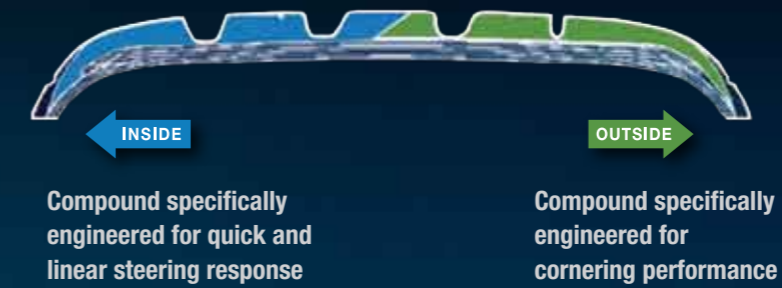 INSIDE
OUTSIDE
Compound specifically
engineered for quick and
linear steering response
Compound specifically
engineered for
cornering performance